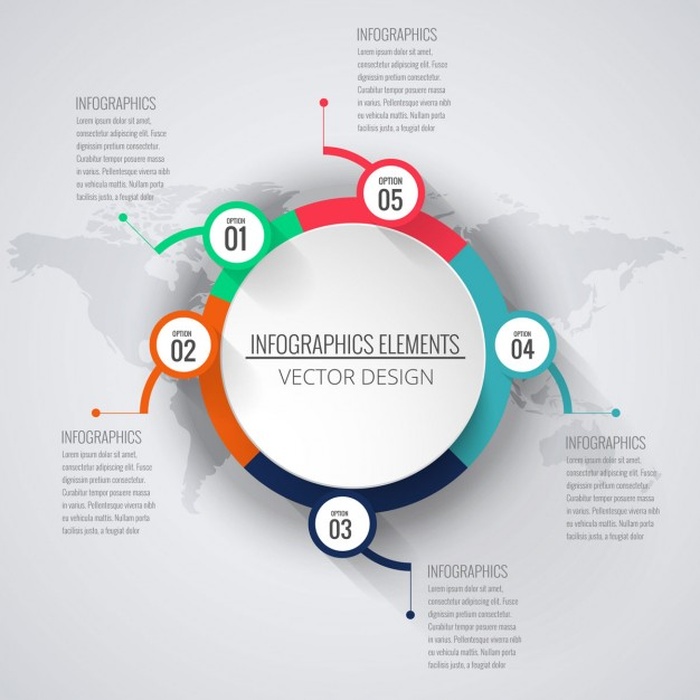 INFOGRAPHICS
Lorem ipsum dolor sit amet,
consectetur adipiscing elit. Fusce
dignissim pretium consectetur.
Curabitur tempor posuere massa
in varius. Pellentesque viverra nibh
eu vehicula mattis. Nullam porta
facilisis justo, a facilisis dolor
INFOGRAPHICS
Lorem ipsum dolor sit amet,
consectetur adipiscing elit. Fusce
dignissim pretium consectetur.
Curabitur tempor posuere massa
in varius. Pellentesque viverra nibh
eu vehicula mattis. Nullam porta
facilisis justo, a facilisis dolor
OPTION
05
OPTION
01
OPTION
02
OPTION
04
INFOGRAPHICS ELEMENTS
VECTOR DESIGN
INFOGRAPHICS
Lorem ipsum dolor sit amet,
consectetur adipiscing elit. Fusce
dignissim pretium consectetur.
Curabitur tempor posuere massa
in varius. Pellentesque viverra nibh
eu vehicula mattis. Nullam porta
facilisis justo, a facilisis dolor
INFOGRAPHICS
Lorem ipsum dolor sit amet,
consectetur adipiscing elit. Fusce
dignissim pretium consectetur.
Curabitur tempor posuere massa
in varius. Pellentesque viverra nibh
eu vehicula mattis. Nullam porta
facilisis justo, a facilisis dolor
OPTION
03
INFOGRAPHICS
Lorem ipsum dolor sit amet,
consectetur adipiscing elit. Fusce
dignissim pretium consectetur.
Curabitur tempor posuere massa
in varius. Pellentesque viverra nibh
eu vehicula mattis. Nullam porta
facilisis justo, a facilisis dolor